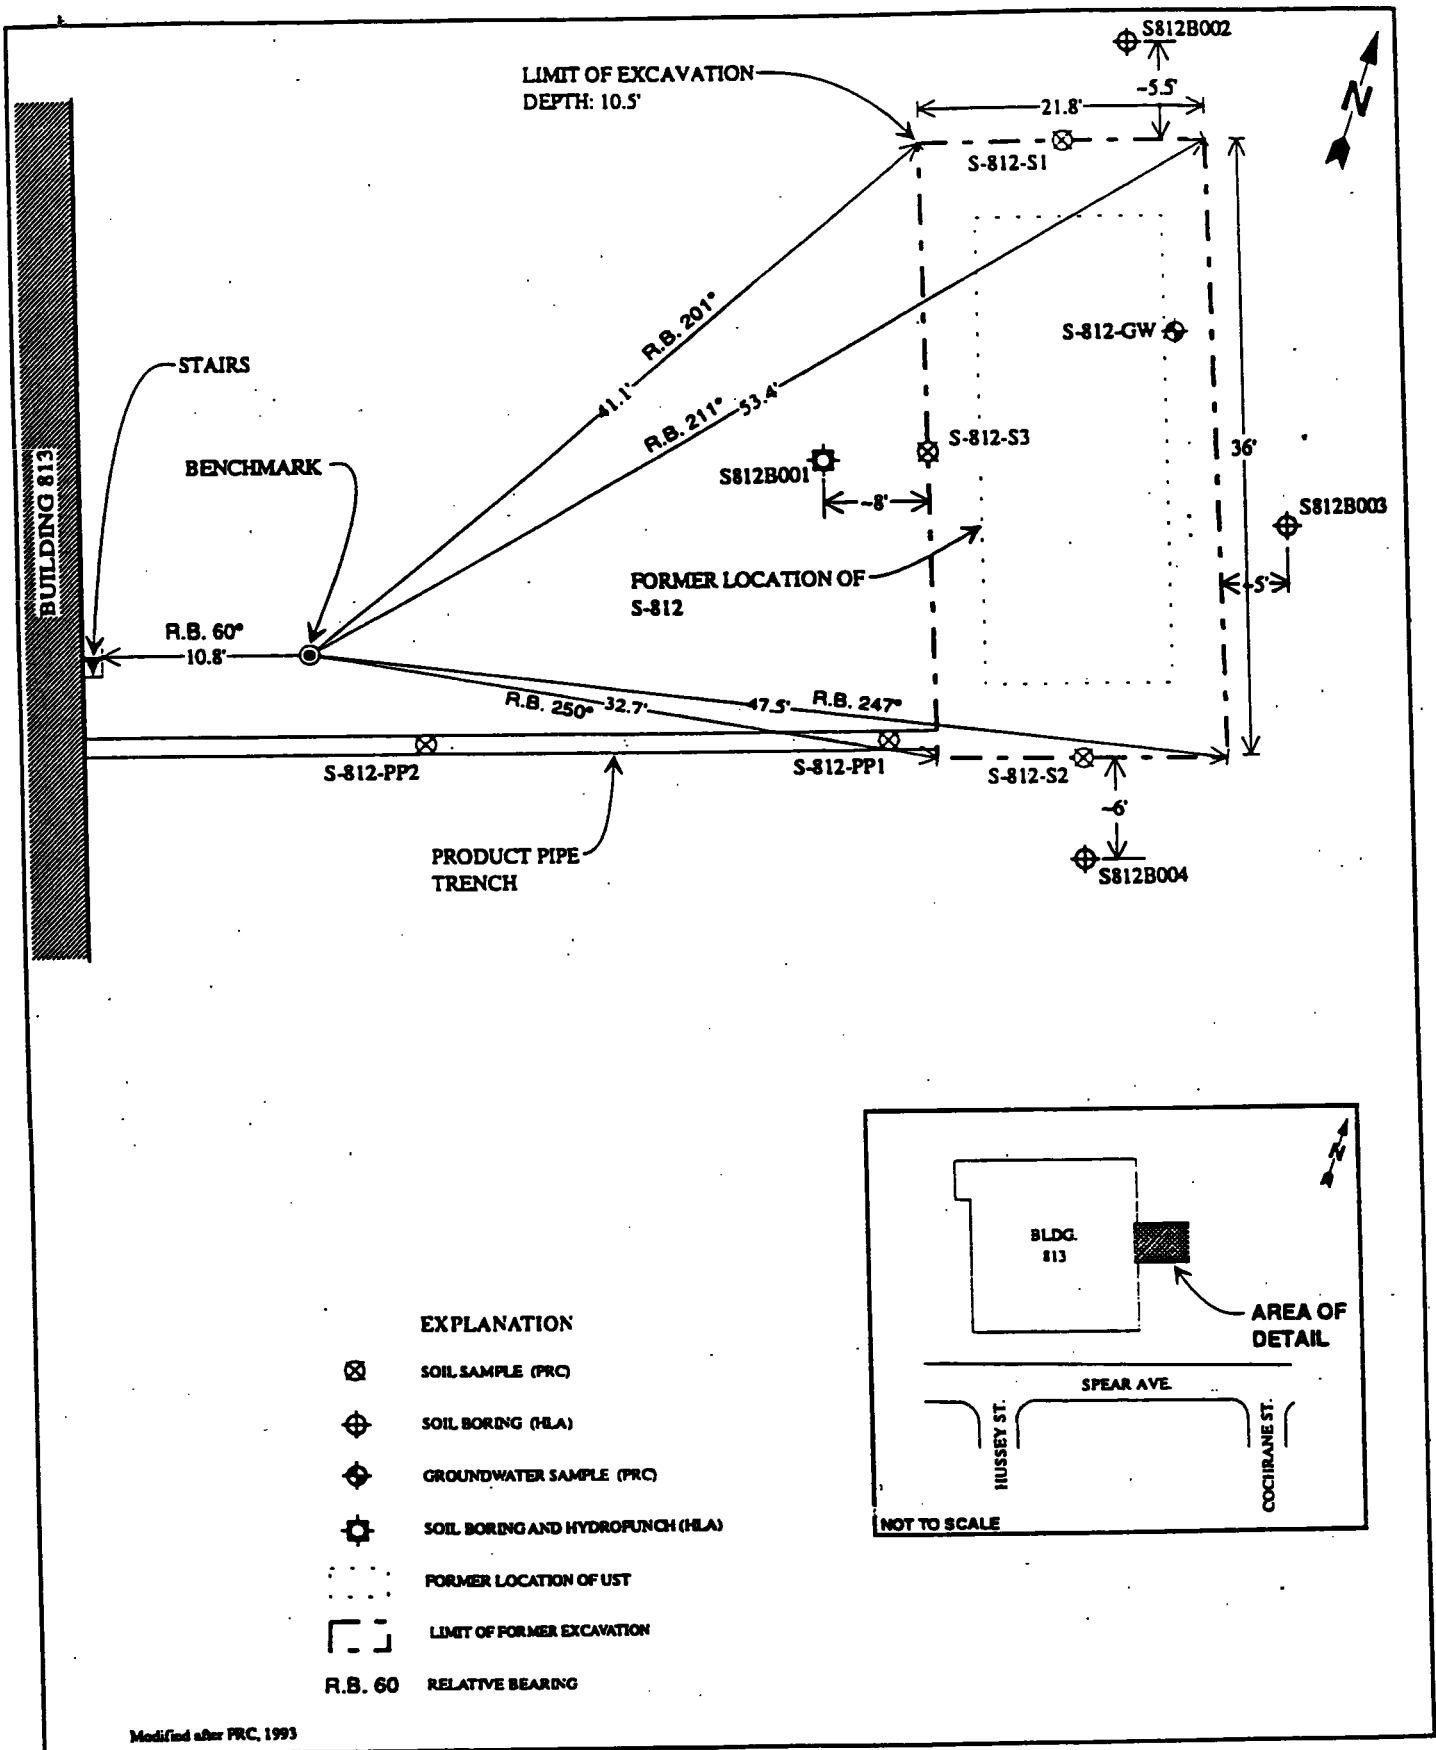 S812B002
LIMIT OF EXCAVATION
DEPTH: 10.5'
~5.5'
21.8'
N
S-812-S1
R.B. 201°
41.1'
S-812-GW
STAIRS
R.B. 211°
53.4'
S-812-S3
36'
BENCHMARK
S812B001
~8'
S812B003
BUILDING 813
FORMER LOCATION OF
S-812
~5'
R.B. 60°
10.8'
R.B. 250°
32.7'
47.5'
R.B. 247°
S-812-PP2
S-812-PP1
S-812-S2
~6'
PRODUCT PIPE
TRENCH
S812B004
N
BLDG.
813
AREA OF
DETAIL
SPEAR AVE.
HUSSEY ST.
COCHRANE ST.
NOT TO SCALE
EXPLANATION
SOIL SAMPLE (PRC)
SOIL BORING (HLA)
GROUNDWATER SAMPLE (PRC)
SOIL BORING AND HYDROPUNCH (HLA)
FORMER LOCATION OF UST
LIMIT OF FORMER EXCAVATION
R.B. 60 RELATIVE BEARING
Modified after PRC, 1993